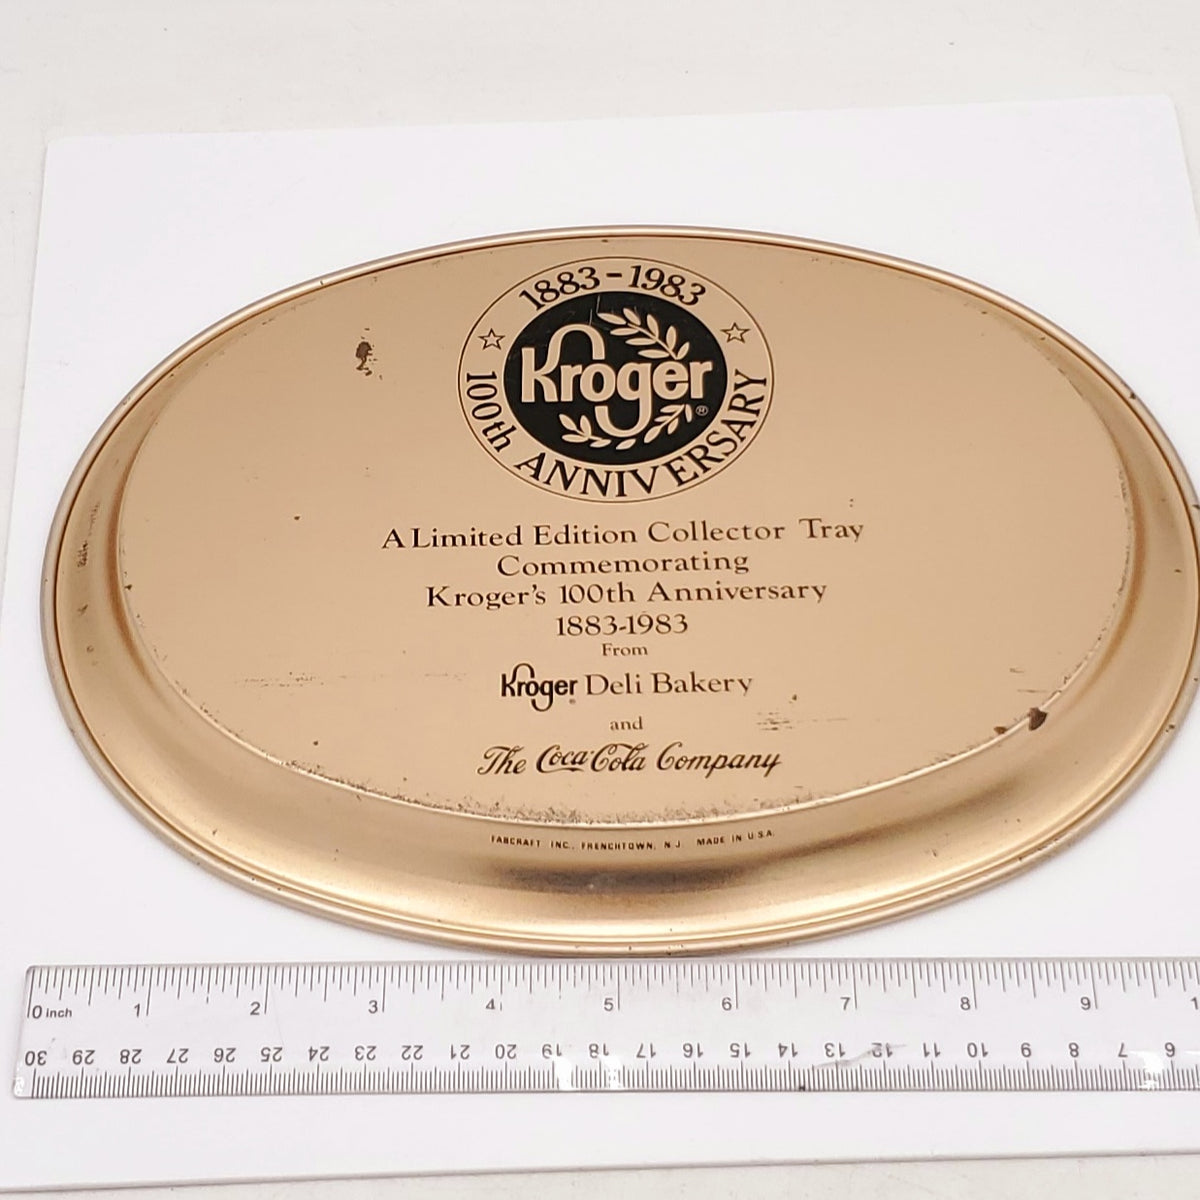 1883-1983
Kroger®
100th ANNIVERSARY
A Limited Edition Collector Tray
Commemorating
Kroger's 100th Anniversary
1883-1983
From
Kroger Deli Bakery
and
The Coca-Cola Company
FABCRAFT INC., FRENCHTOWN, N.J. MADE IN U.S.A.
0 inch 1 2 3 4 5 6 7 8 9 1
30 29 28 27 26 25 24 23 22 21 20 19 18 17 16 15 14 13 12 11 10 9 8 7 6